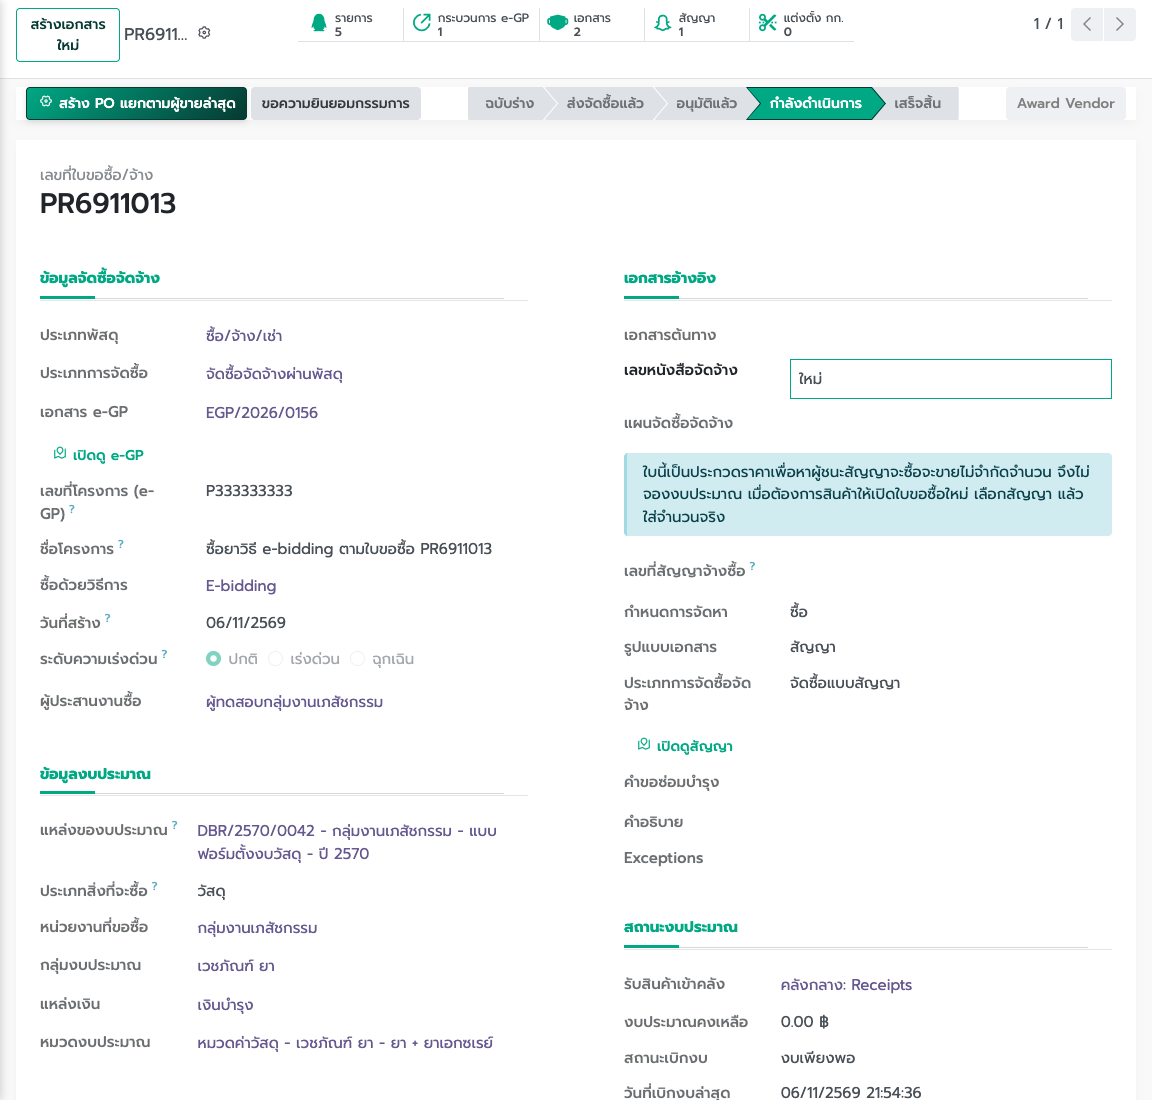 สร้างเอกสาร
ใหม่
PR6911...
รายการ
5
กระบวนการ e-GP
1
เอกสาร
2
สัญญา
1
แต่งตั้ง กก.
0
1 / 1
สร้าง PO แยกตามผู้ขายล่าสุด
ขอความยินยอมกรรมการ
ฉบับร่าง
ส่งจัดซื้อแล้ว
อนุมัติแล้ว
กำลังดำเนินการ
เสร็จสิ้น
Award Vendor
เลขที่ใบขอซื้อ/จ้าง
PR6911013
ข้อมูลจัดซื้อจัดจ้าง
ประเภทพัสดุ
ซื้อ/จ้าง/เช่า
ประเภทการจัดซื้อ
จัดซื้อจัดจ้างผ่านพัสดุ
เอกสาร e-GP
EGP/2026/0156
เปิดดู e-GP
เลขที่โครงการ (e-
GP) ?
P333333333
ชื่อโครงการ ?
ซื้อยาวิธี e-bidding ตามใบขอซื้อ PR6911013
ซื้อด้วยวิธีการ
E-bidding
วันที่สร้าง ?
06/11/2569
ระดับความเร่งด่วน ?
ปกติ เร่งด่วน ฉุกเฉิน
ผู้ประสานงานซื้อ
ผู้ทดสอบกลุ่มงานเภสัชกรรม
ข้อมูลงบประมาณ
แหล่งของบประมาณ ?
DBR/2570/0042 - กลุ่มงานเภสัชกรรม - แบบ
ฟอร์มตั้งงบวัสดุ - ปี 2570
ประเภทสิ่งที่จะซื้อ ?
วัสดุ
หน่วยงานที่ขอซื้อ
กลุ่มงานเภสัชกรรม
กลุ่มงบประมาณ
เวชภัณฑ์ ยา
แหล่งเงิน
เงินบำรุง
หมวดงบประมาณ
หมวดค่าวัสดุ - เวชภัณฑ์ ยา - ยา + ยาเอกซเรย์
เอกสารอ้างอิง
เอกสารต้นทาง
เลขหนังสือจัดจ้าง
ใหม่
แผนจัดซื้อจัดจ้าง
ใบนี้เป็นประกวดราคาเพื่อหาผู้ชนะสัญญาจะซื้อจะขายไม่จำกัดจำนวน จึงไม่
จองงบประมาณ เมื่อต้องการสินค้าให้เปิดใบขอซื้อใหม่ เลือกสัญญา แล้ว
ใส่จำนวนจริง
เลขที่สัญญาจ้างซื้อ ?
กำหนดการจัดหา
ซื้อ
รูปแบบเอกสาร
สัญญา
ประเภทการจัดซื้อจัด
จ้าง
จัดซื้อแบบสัญญา
เปิดดูสัญญา
คำขอซ่อมบำรุง
คำอธิบาย
Exceptions
สถานะงบประมาณ
รับสินค้าเข้าคลัง
คลังกลาง: Receipts
งบประมาณคงเหลือ
0.00 ฿
สถานะเบิกงบ
งบเพียงพอ
วันที่เบิกงบล่าสุด
06/11/2569 21:54:36